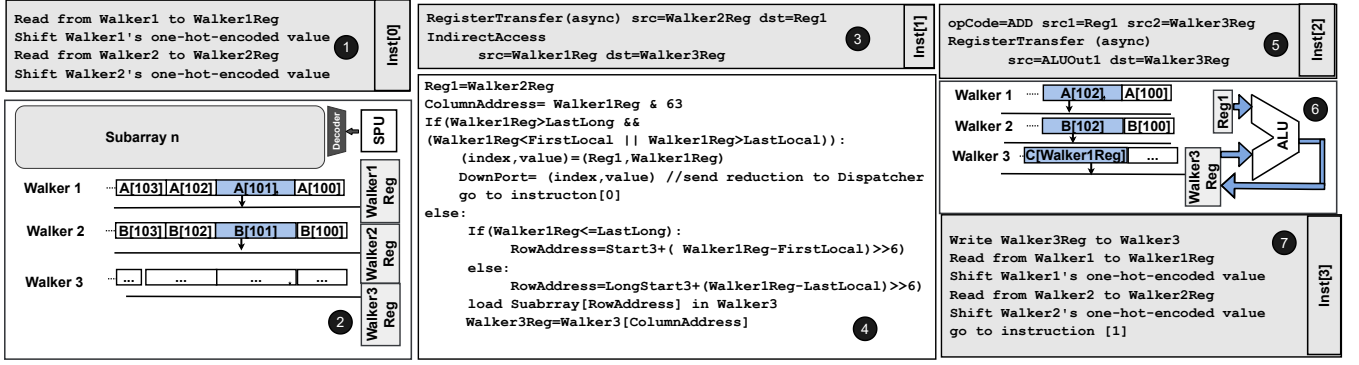 Read from Walker1 to Walker1Reg
Shift Walker1's one-hot-encoded value
Read from Walker2 to Walker2Reg
Shift Walker2's one-hot-encoded value
1
Inst[0]
Subarray n
Decoder
SPU
Walker 1
A[103] A[102] A[101] A[100]
Walker1 Reg
Walker 2
B[103] B[102] B[101] B[100]
Walker2 Reg
Walker 3
... ... ... ...
Walker3 Reg
2
RegisterTransfer(async) src=Walker2Reg dst=Reg1
IndirectAccess
src=Walker1Reg dst=Walker3Reg
3
Inst[1]
Reg1=Walker2Reg
ColumnAddress= Walker1Reg & 63
If(Walker1Reg>LastLong &&
(Walker1Reg<FirstLocal || Walker1Reg>LastLocal)):
(index,value)=(Reg1,Walker1Reg)
DownPort= (index,value) //send reduction to Dispatcher
go to instructon[0]
else:
If(Walker1Reg<=LastLong):
RowAddress=Start3+( Walker1Reg-FirstLocal)>>6)
else:
RowAddress=LongStart3+(Walker1Reg-LastLocal)>>6)
load Suabrray[RowAddress] in Walker3
Walker3Reg=Walker3[ColumnAddress]
4
opCode=ADD src1=Reg1 src2=Walker3Reg
RegisterTransfer (async)
src=ALUOut1 dst=Walker3Reg
5
Inst[2]
Walker 1
A[102] A[100]
Walker 2
B[102] B[100]
Walker 3
C[Walker1Reg] ...
Reg1
Walker3 Reg
ALU
6
Write Walker3Reg to Walker3
Read from Walker1 to Walker1Reg
Shift Walker1's one-hot-encoded value
Read from Walker2 to Walker2Reg
Shift Walker2's one-hot-encoded value
go to instruction [1]
7
Inst[3]